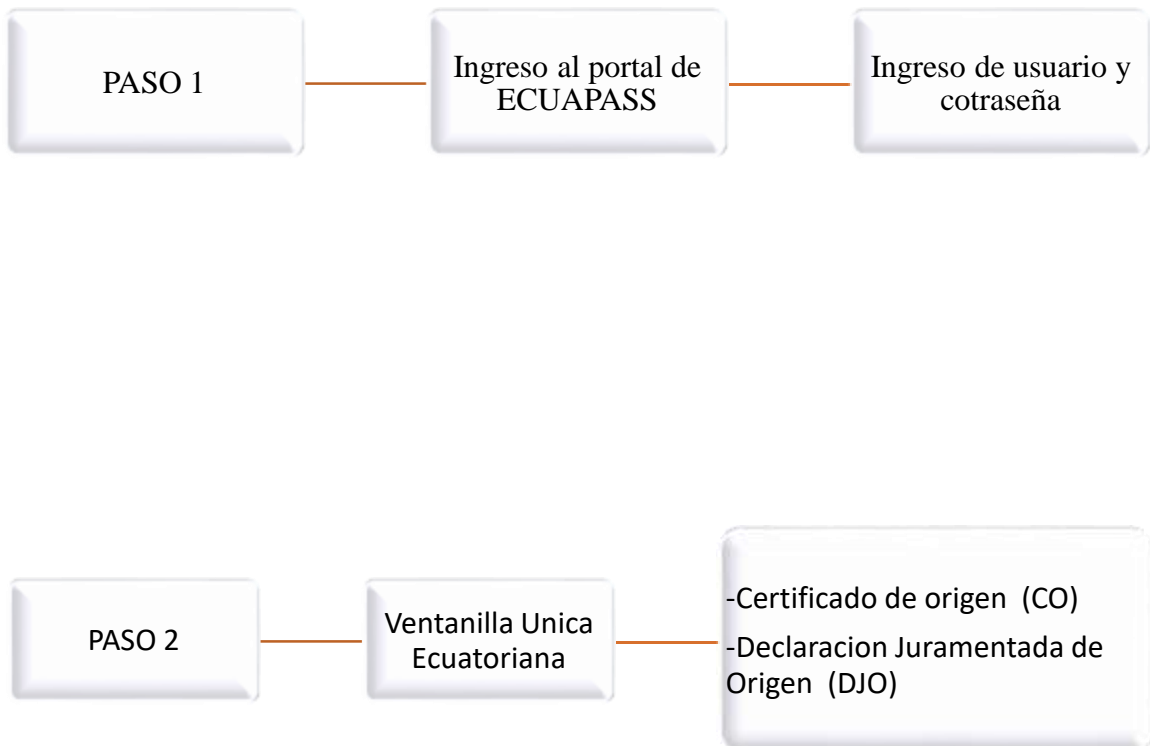 PASO 1
Ingreso al portal de
ECUAPASS
Ingreso de usuario y
cotraseña
PASO 2
Ventanilla Unica
Ecuatoriana
-Certificado de origen (CO)
-Declaracion Juramentada de
Origen (DJO)